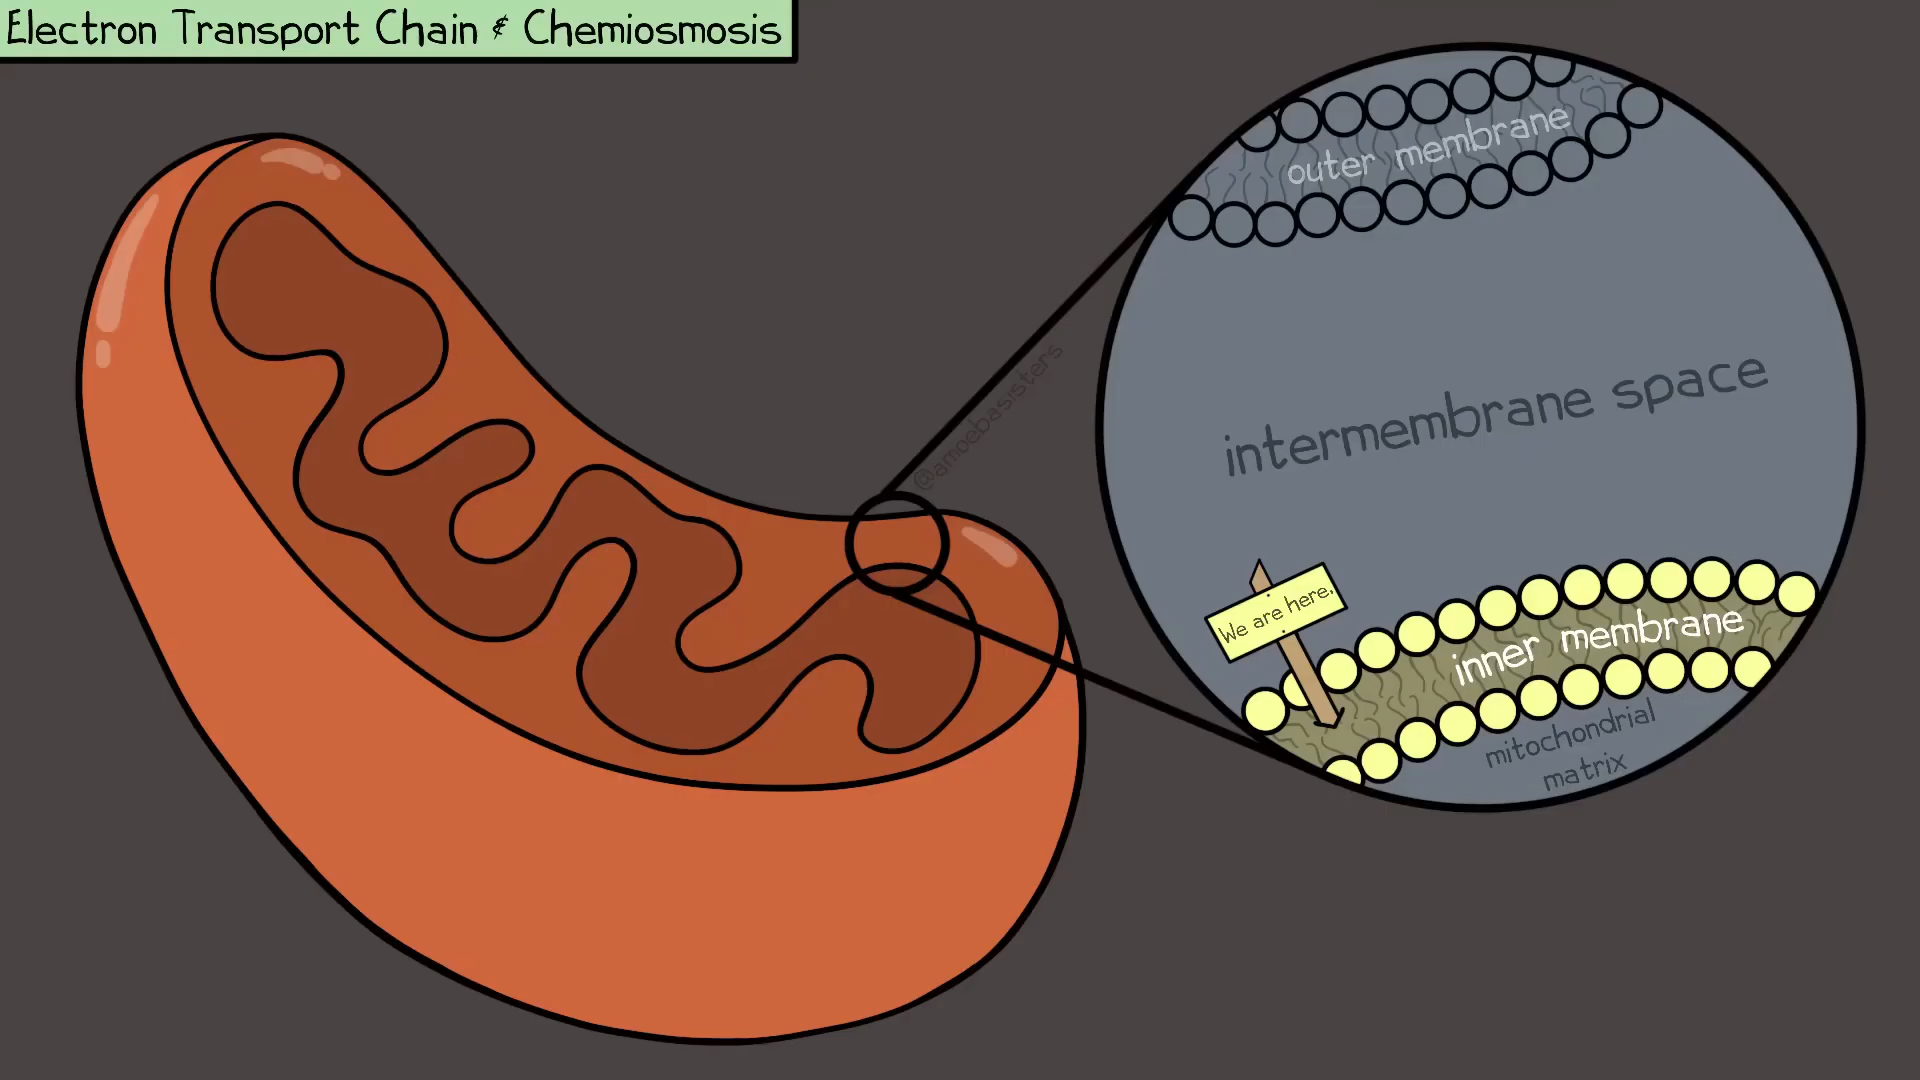 Electron Transport Chain & Chemiosmosis
outer membrane
@amoebasisters
intermembrane space
We are here.
inner membrane
mitochondrial
matrix